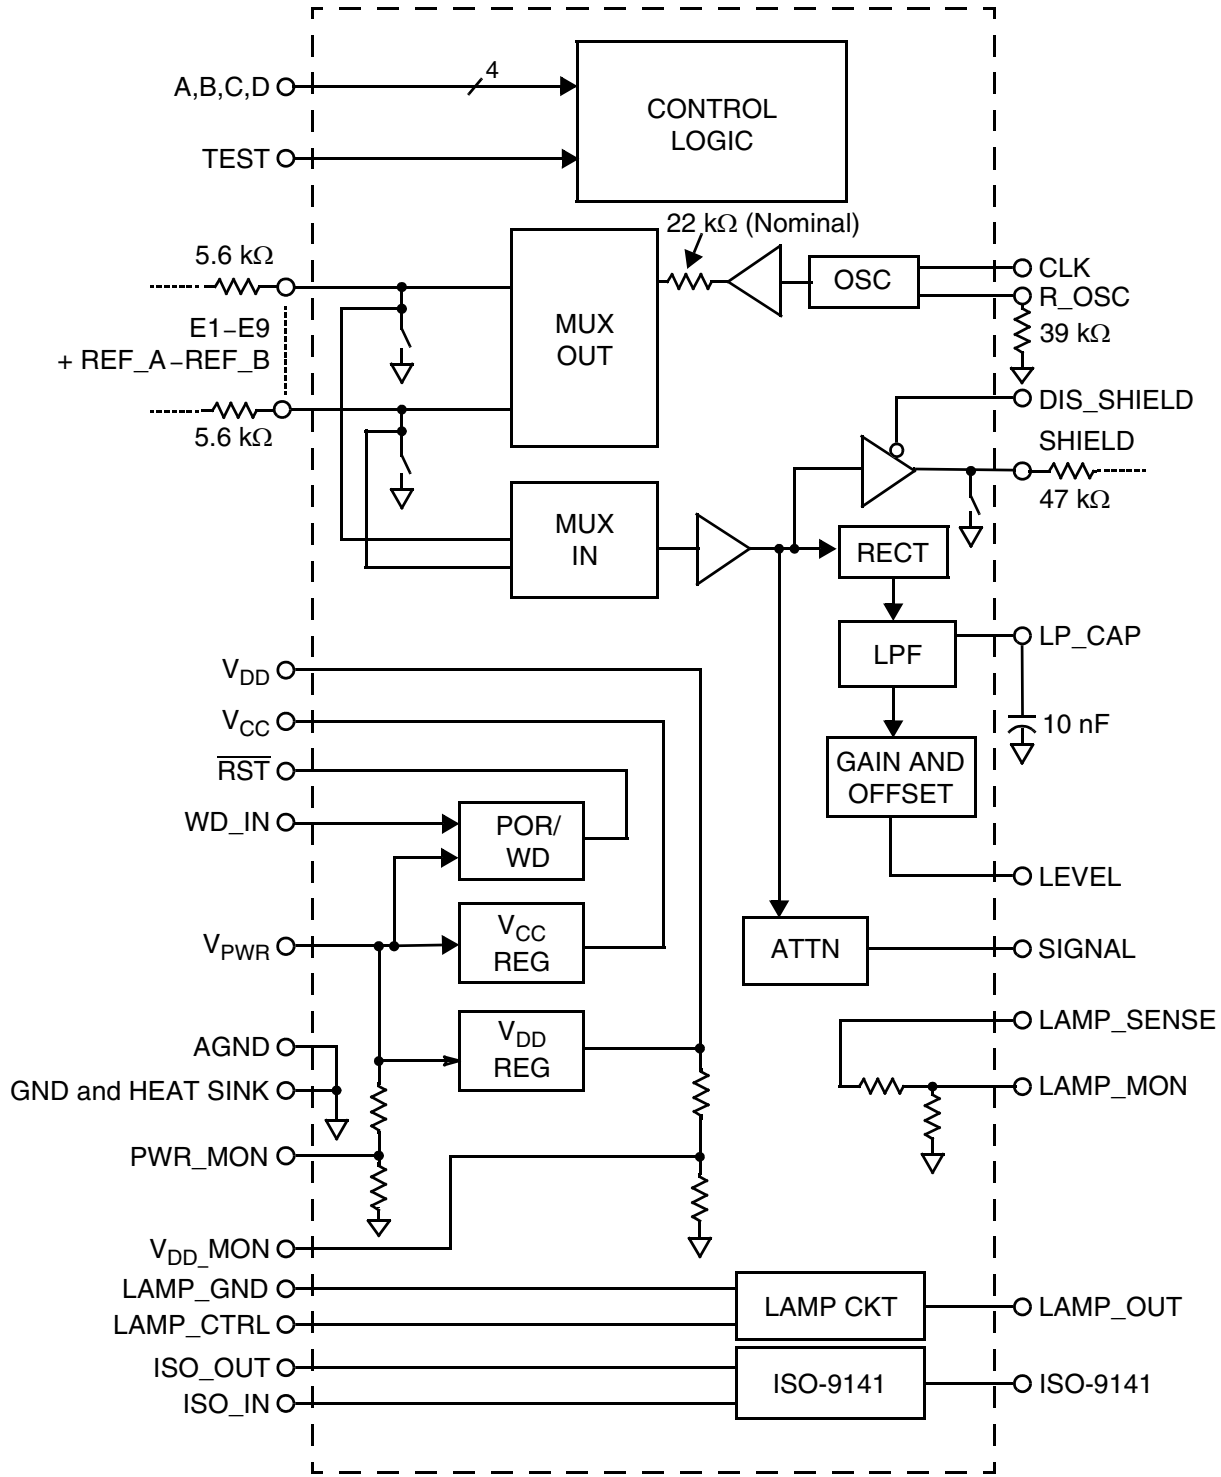 A,B,C,D
4
CONTROL
LOGIC
TEST
22 kΩ (Nominal)
5.6 kΩ
MUX
OUT
OSC
CLK
R_OSC
39 kΩ
E1–E9
+ REF_A–REF_B
5.6 kΩ
DIS_SHIELD
SHIELD
47 kΩ
MUX
IN
RECT
LPF
LP_CAP
10 nF
GAIN AND
OFFSET
LEVEL
VDD
VCC
RST
WD_IN
POR/
WD
VPWR
VCC
REG
ATTN
SIGNAL
AGND
VDD
REG
LAMP_SENSE
GND and HEAT SINK
LAMP_MON
PWR_MON
VDD_MON
LAMP_GND
LAMP_CTRL
LAMP CKT
LAMP_OUT
ISO_OUT
ISO_IN
ISO-9141
ISO-9141